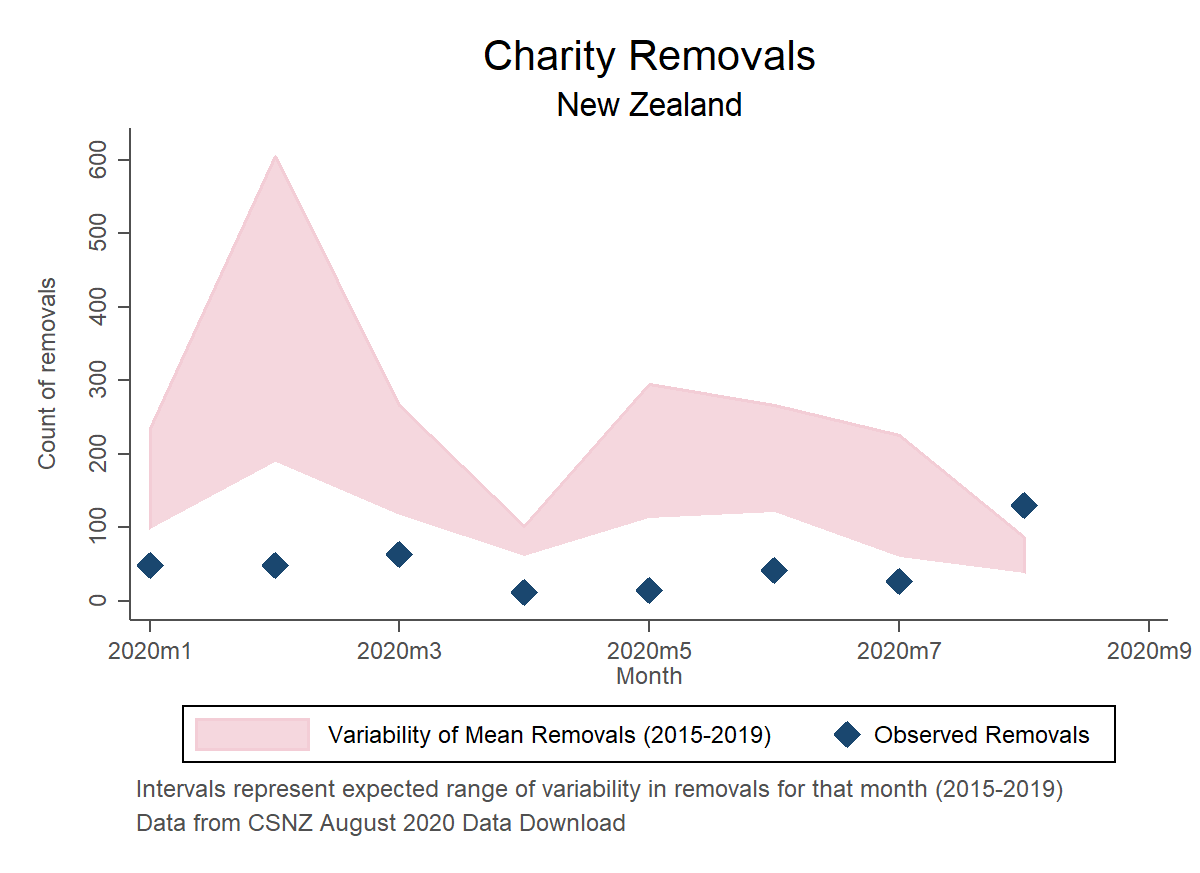 Charity Removals
New Zealand
Count of removals
600
500
400
300
200
100
0
2020m1 2020m3 2020m5 2020m7 2020m9
Month
Variability of Mean Removals (2015-2019) Observed Removals
Intervals represent expected range of variability in removals for that month (2015-2019)
Data from CSNZ August 2020 Data Download